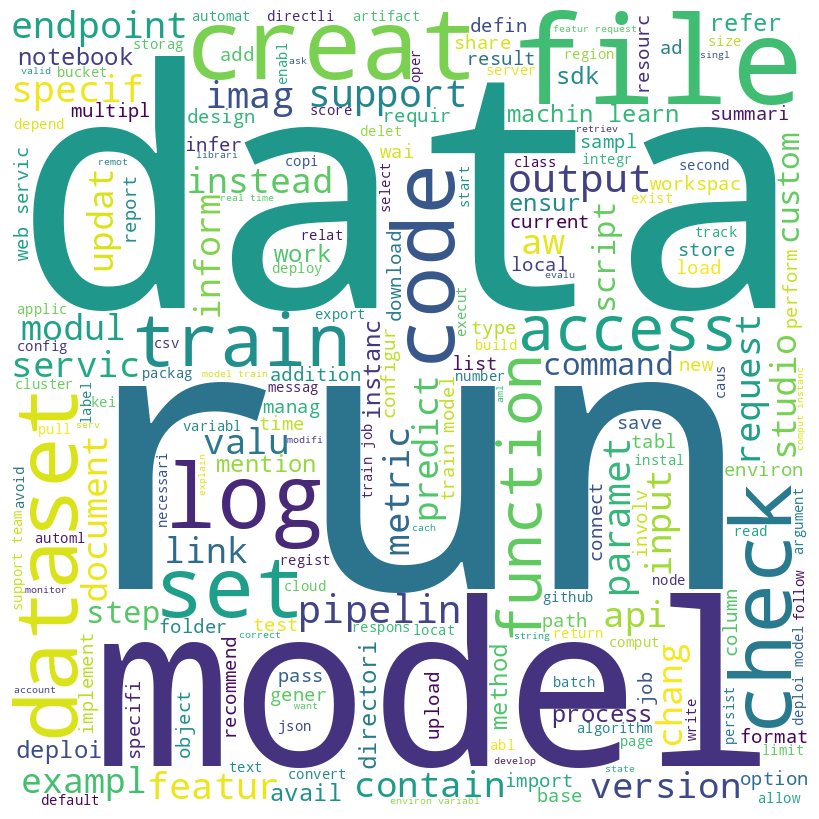 endpoint
automat
directli
artifact
featur request
refer
creat
file
notebook
storag
add
enabl
ask
oper
defin
share
region
ad
size
resourc
valid
bucket
result
server
singl
sdk
specif
imag
support
machin learn
summari
multipl
score
depend
design
requir
delet
retriev
infer
copi
wai
class
sampl
integr
custom
web servic
remot
librari
data
select
start
second
instead
real time
code
output
workspac
updat
report
inform
ensur
exist
relat
work
deploy
current
track
aw
script
store
perform
local
load
evalu
download
applic
export
execut
modul
train
access
config
csv
instanc
configur
type
build
servic
packag
list
command
new
request
studio
cluster
model train
addition
messag
number
caus
comput instanc
dataset
label
kei
manag
aml
pull
serv
variabl
time
valu
modifi
run
function
save
tabl
document
explain
log
mention
train job
metric
predict
train model
paramet
instal
input
environ
check
avoid
necessari
connect
involv
automl
link
cach
read
argument
support team
regist
node
monitor
set
cloud
github
step
pipelin
api
follow
folder
test
respons
locat
path
column
correct
string
return
comput
implement
model
method
account
specifi
object
recommend
pass
gener
want
directori
upload
batch
chang
job
persist
deploi model
deploi
json
process
write
format
algorithm
text
abl
page
limit
exampl
convert
develop
state
featur
avail
contain
import
version
option
default
environ variabl
base
allow